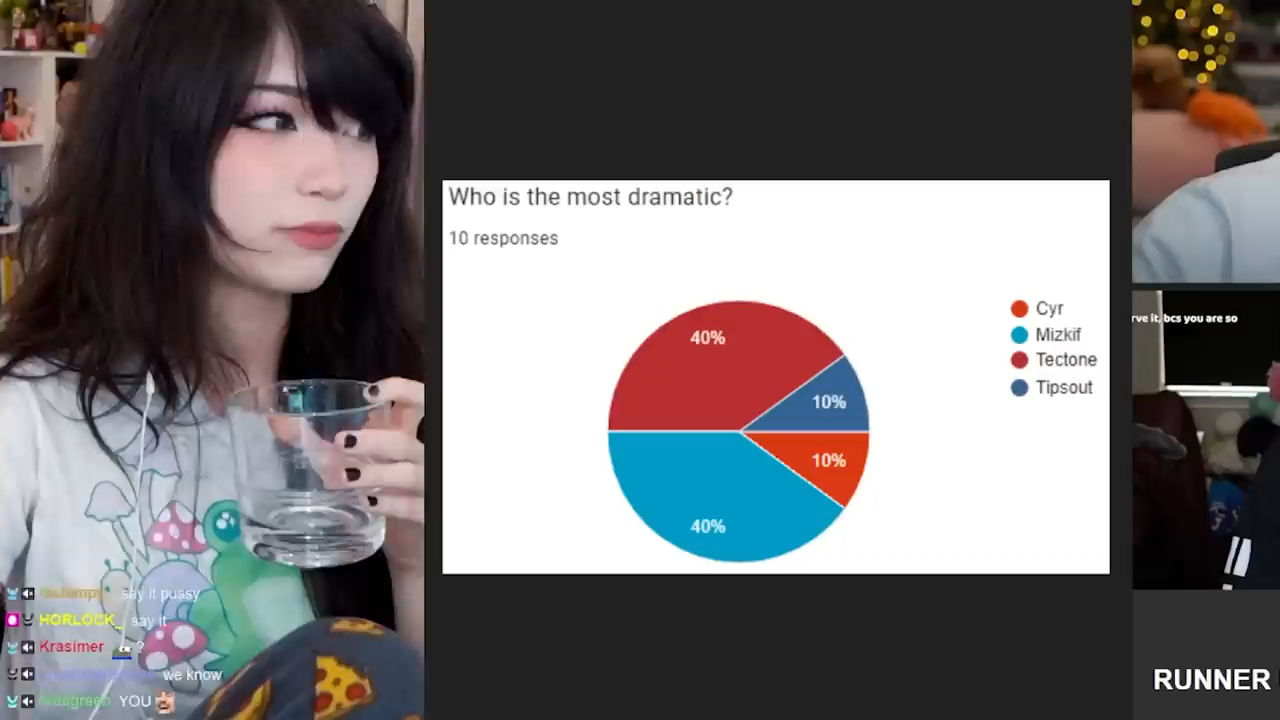 Who is the most dramatic?
10 responses
40%
10%
10%
40%
Cyr
Mizkif
Tectone
Tipsout
rve it, bcs you are so
say it pussy
HORLOCK_ say it
Krasimer ?
we know
YOU
RUNNER